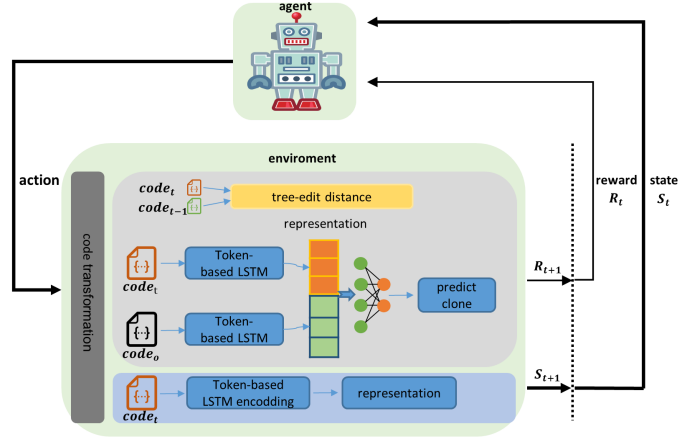 agent
enviroment
action
code transformation
code_t
code_{t-1}
tree-edit distance
representation
{...}
code_t
Token-
based LSTM
{...}
code_o
Token-
based LSTM
predict
clone
{...}
code_t
Token-based
LSTM encodding
representation
R_{t+1}
S_{t+1}
reward
R_t
state
S_t